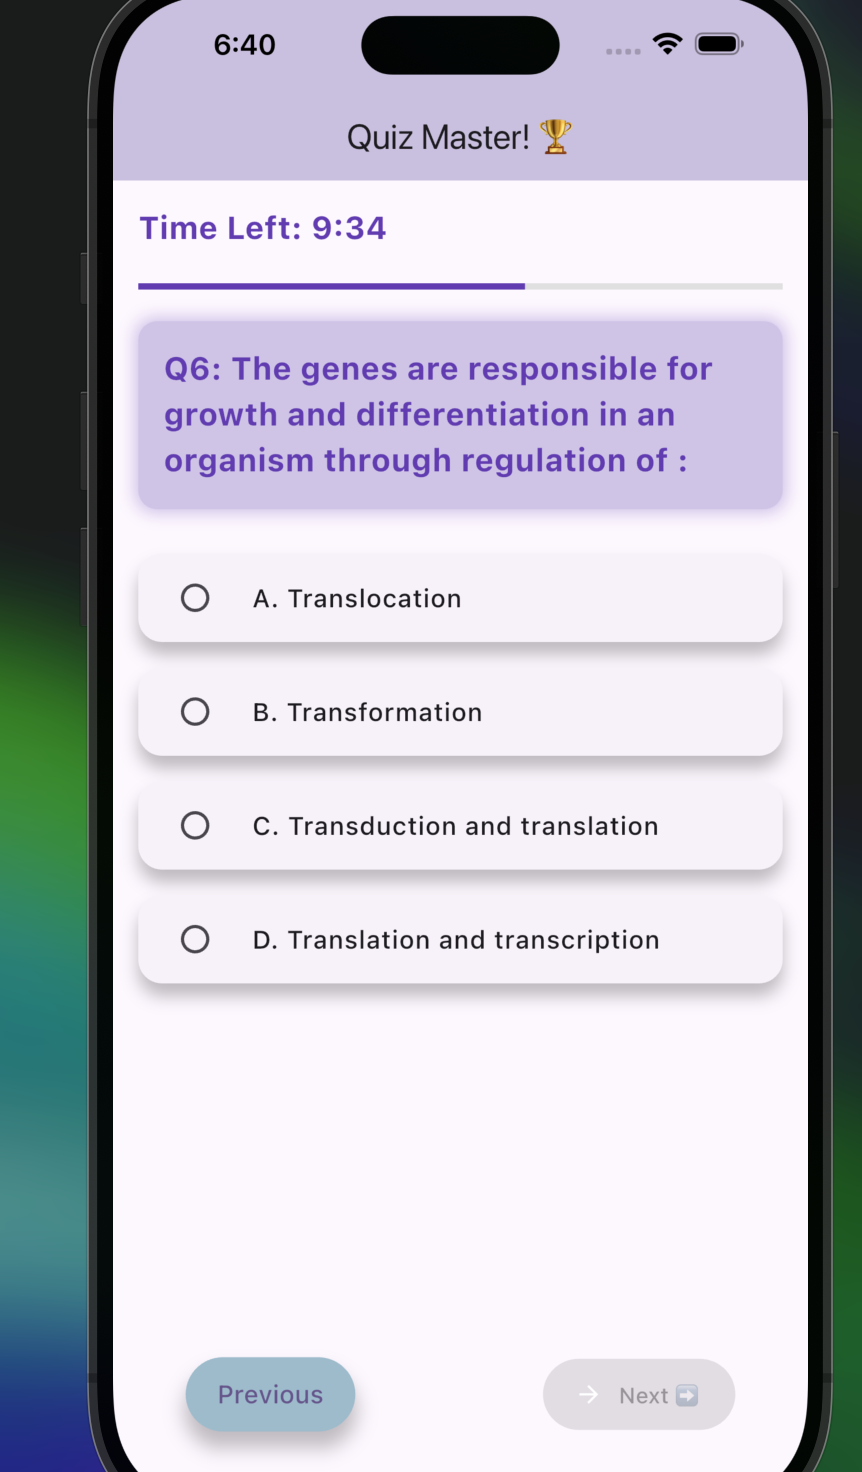 6:40
Quiz Master! 🏆
Time Left: 9:34
Q6: The genes are responsible for
growth and differentiation in an
organism through regulation of :
A. Translocation
B. Transformation
C. Transduction and translation
D. Translation and transcription
Previous
→ Next ➡️